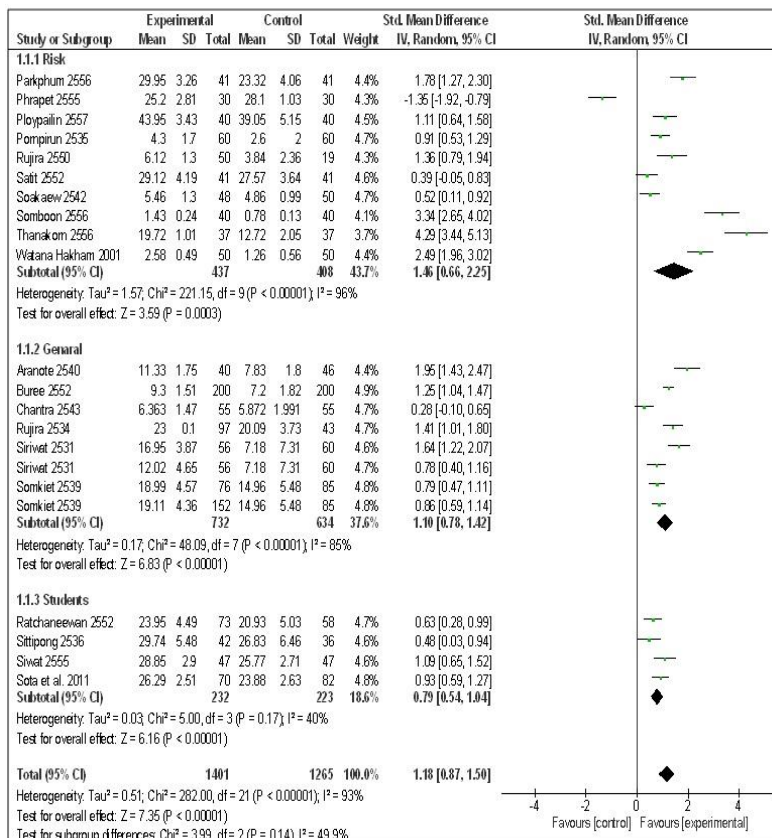 Experimental Control Std. Mean Difference Std. Mean Difference
Study or Subgroup Mean SD Total Mean SD Total Weight IV, Random, 95% CI IV, Random, 95% CI
1.1.1 Risk
Parkphum 2556 29.95 3.26 41 23.32 4.06 41 4.4% 1.78 [1.27, 2.30]
Phrapet 2555 25.2 2.81 30 28.1 1.03 30 4.3% -1.35 [-1.92, -0.79]
Ploypailin 2557 43.95 3.43 40 39.05 5.15 40 4.5% 1.11 [0.64, 1.58]
Pornpirun 2535 4.3 1.7 60 2.6 2 60 4.6% 0.91 [0.53, 1.29]
Rujira 2550 6.12 1.3 50 3.84 2.36 19 4.3% 1.36 [0.79, 1.94]
Satit 2552 29.12 4.19 41 27.57 3.64 41 4.5% 0.39 [-0.05, 0.83]
Soakaew 2542 5.46 1.3 48 4.86 0.99 50 4.6% 0.52 [0.11, 0.92]
Somboon 2556 1.43 0.24 40 0.78 0.13 40 4.1% 3.34 [2.65, 4.02]
Thanakorn 2556 19.72 1.01 37 12.72 2.05 37 3.8% 4.29 [3.44, 5.13]
Watana Hakham 2001 2.58 0.49 50 1.26 0.56 50 4.4% 2.49 [1.96, 3.02]
Subtotal (95% CI) 437 408 43.7% 1.46 [0.66, 2.25]
Heterogeneity: Tau² = 1.57; Chi² = 221.15, df = 9 (P < 0.00001); I² = 96%
Test for overall effect: Z = 3.59 (P = 0.0003)
1.1.2 Genaral
Aranote 2540 11.33 1.75 40 7.83 1.8 46 4.4% 1.95 [1.43, 2.47]
Buree 2552 9.3 1.51 200 7.2 1.82 200 4.9% 1.25 [1.04, 1.47]
Chantra 2543 6.363 1.47 55 5.872 1.991 55 4.6% 0.28 [-0.10, 0.65]
Rujira 2534 23 0.1 97 20.09 3.73 43 4.6% 1.41 [1.01, 1.80]
Siriwat 2531 16.95 3.87 56 7.18 7.31 60 4.6% 1.64 [1.22, 2.07]
Siriwat 2531 12.02 4.65 56 7.18 7.31 60 4.6% 0.78 [0.40, 1.16]
Somkiet 2539 18.99 4.57 76 14.96 5.48 85 4.8% 0.79 [0.47, 1.11]
Somkiet 2539 19.11 4.36 152 14.96 5.48 85 4.8% 0.86 [0.59, 1.14]
Subtotal (95% CI) 732 634 37.6% 1.10 [0.78, 1.42]
Heterogeneity: Tau² = 0.17; Chi² = 48.09, df = 7 (P < 0.00001); I² = 85%
Test for overall effect: Z = 6.83 (P < 0.00001)
1.1.3 Students
Ratchaneewan 2552 23.95 4.49 73 20.93 5.03 58 4.7% 0.63 [0.28, 0.99]
Sittipong 2536 29.74 5.48 42 26.83 6.46 36 4.5% 0.48 [0.03, 0.94]
Siwat 2555 28.85 2.9 47 25.77 2.71 47 4.5% 1.09 [0.65, 1.52]
Sota et al. 2011 26.29 2.51 70 23.88 2.63 82 4.7% 0.93 [0.59, 1.27]
Subtotal (95% CI) 232 223 18.6% 0.79 [0.54, 1.04]
Heterogeneity: Tau² = 0.03; Chi² = 5.00, df = 3 (P = 0.17); I² = 40%
Test for overall effect: Z = 6.16 (P < 0.00001)
Total (95% CI) 1401 1265 100.0% 1.18 [0.87, 1.50]
Heterogeneity: Tau² = 0.51; Chi² = 282.00, df = 21 (P < 0.00001); I² = 93%
Test for overall effect: Z = 7.35 (P < 0.00001)
Test for subgroup differences: Chi² = 3.99, df = 2 (P = 0.14), I² = 49.9%
-4 -2 0 2 4
Favours [control] Favours [experimental]